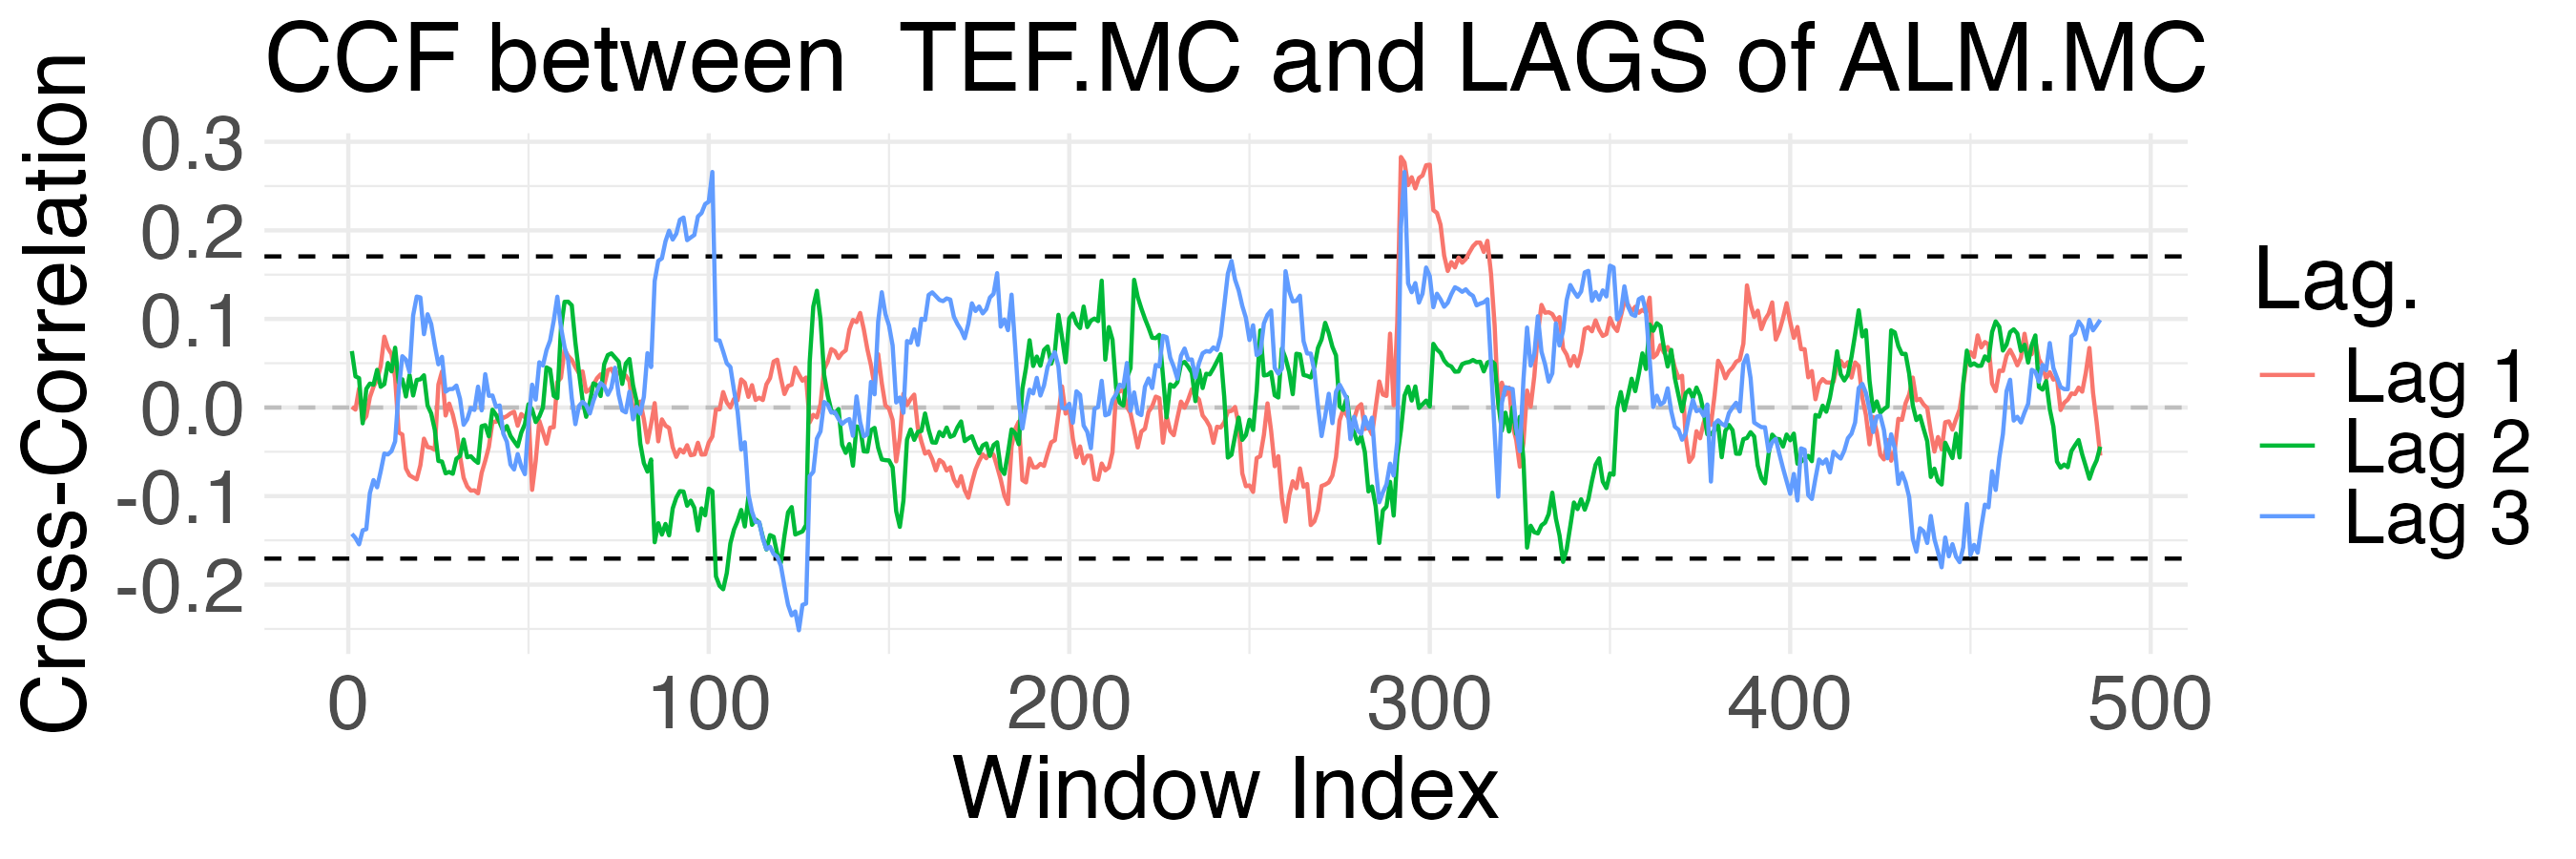 CCF between  TEF.MC and LAGS of ALM.MC
Cross-Correlation
0.3
0.2
0.1
0.0
-0.1
-0.2
0 100 200 300 400 500
Window Index
Lag.
Lag 1
Lag 2
Lag 3